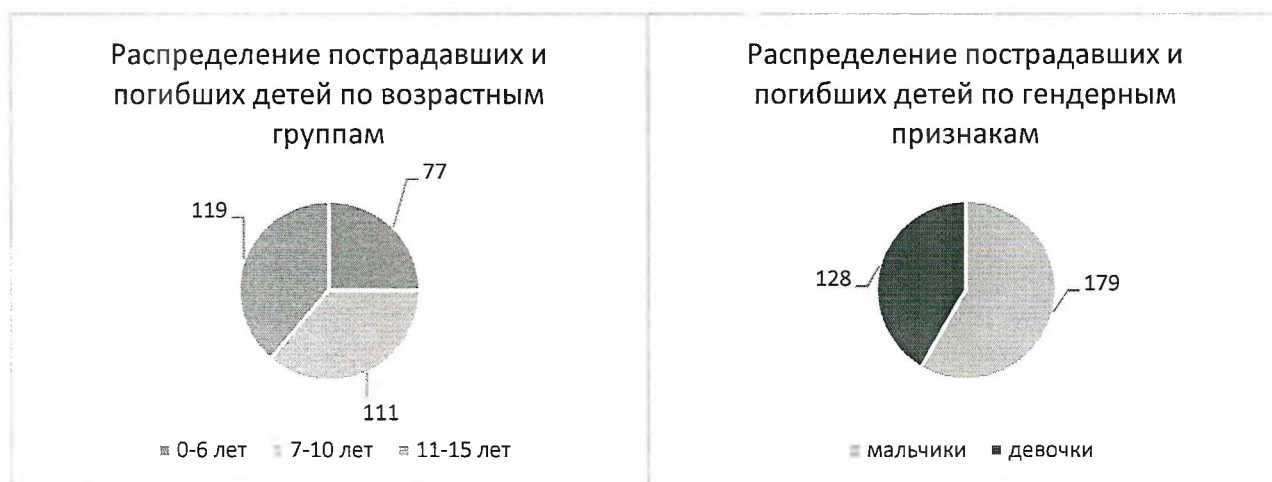 Распределение пострадавших и
погибших детей по возрастным
группам
77
119
111
0-6 лет 7-10 лет 11-15 лет
Распределение пострадавших и
погибших детей по гендерным
признакам
128
179
мальчики девочки